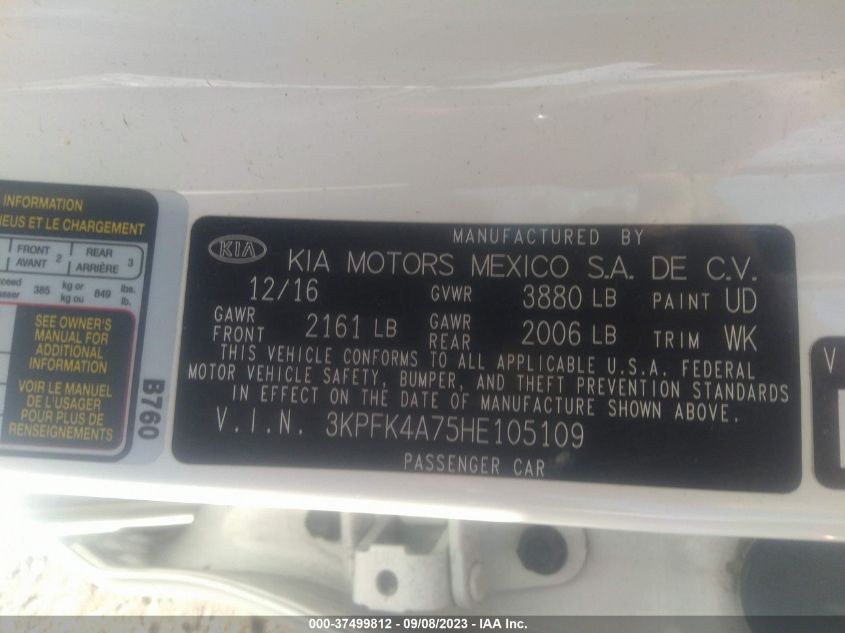 INFORMATION
NEUS ET LE CHARGEMENT
FRONT 2 REAR 3
AVANT ARRIÈRE
385 kg or 849 lbs.
kg ou lb.
SEE OWNER'S
MANUAL FOR
ADDITIONAL
INFORMATION
VOIR LE MANUEL
DE L'USAGER
POUR PLUS DE
RENSEIGNEMENTS
B760
MANUFACTURED BY
KIA KIA MOTORS MEXICO S.A. DE C.V.
12/16 GVWR 3880 LB PAINT UD
GAWR FRONT 2161 LB GAWR REAR 2006 LB TRIM WK
THIS VEHICLE CONFORMS TO ALL APPLICABLE U.S.A. FEDERAL
MOTOR VEHICLE SAFETY, BUMPER, AND THEFT PREVENTION STANDARDS
IN EFFECT ON THE DATE OF MANUFACTURE SHOWN ABOVE.
V.I.N. 3KPFK4A75HE105109
PASSENGER CAR
V
000-37499812 - 09/08/2023 - IAA Inc.